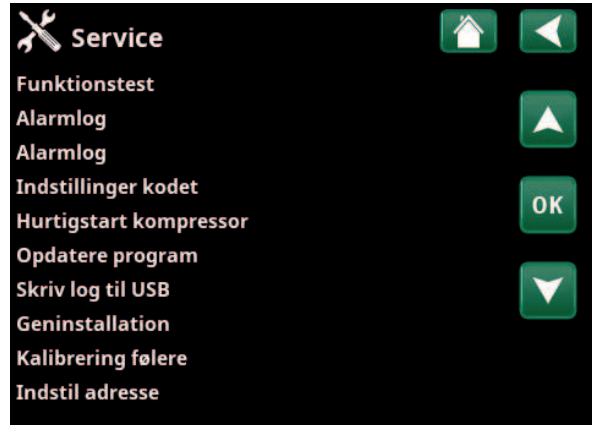 Service
Funktionstest
Alarmlog
Alarmlog
Indstillinger kodet
Hurtigstart kompressor
OK
Opdatere program
Skriv log til USB
Geninstallation
Kalibrering følere
Indstil adresse